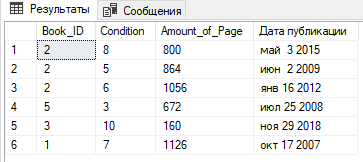 Результаты Сообщения
Book_ID Condition Amount_of_Page Дата публикации
1 2 8 800 май 3 2015
2 2 5 864 июн 2 2009
3 2 6 1056 янв 16 2012
4 5 3 672 июл 25 2008
5 3 10 160 ноя 29 2018
6 1 7 1126 окт 17 2007